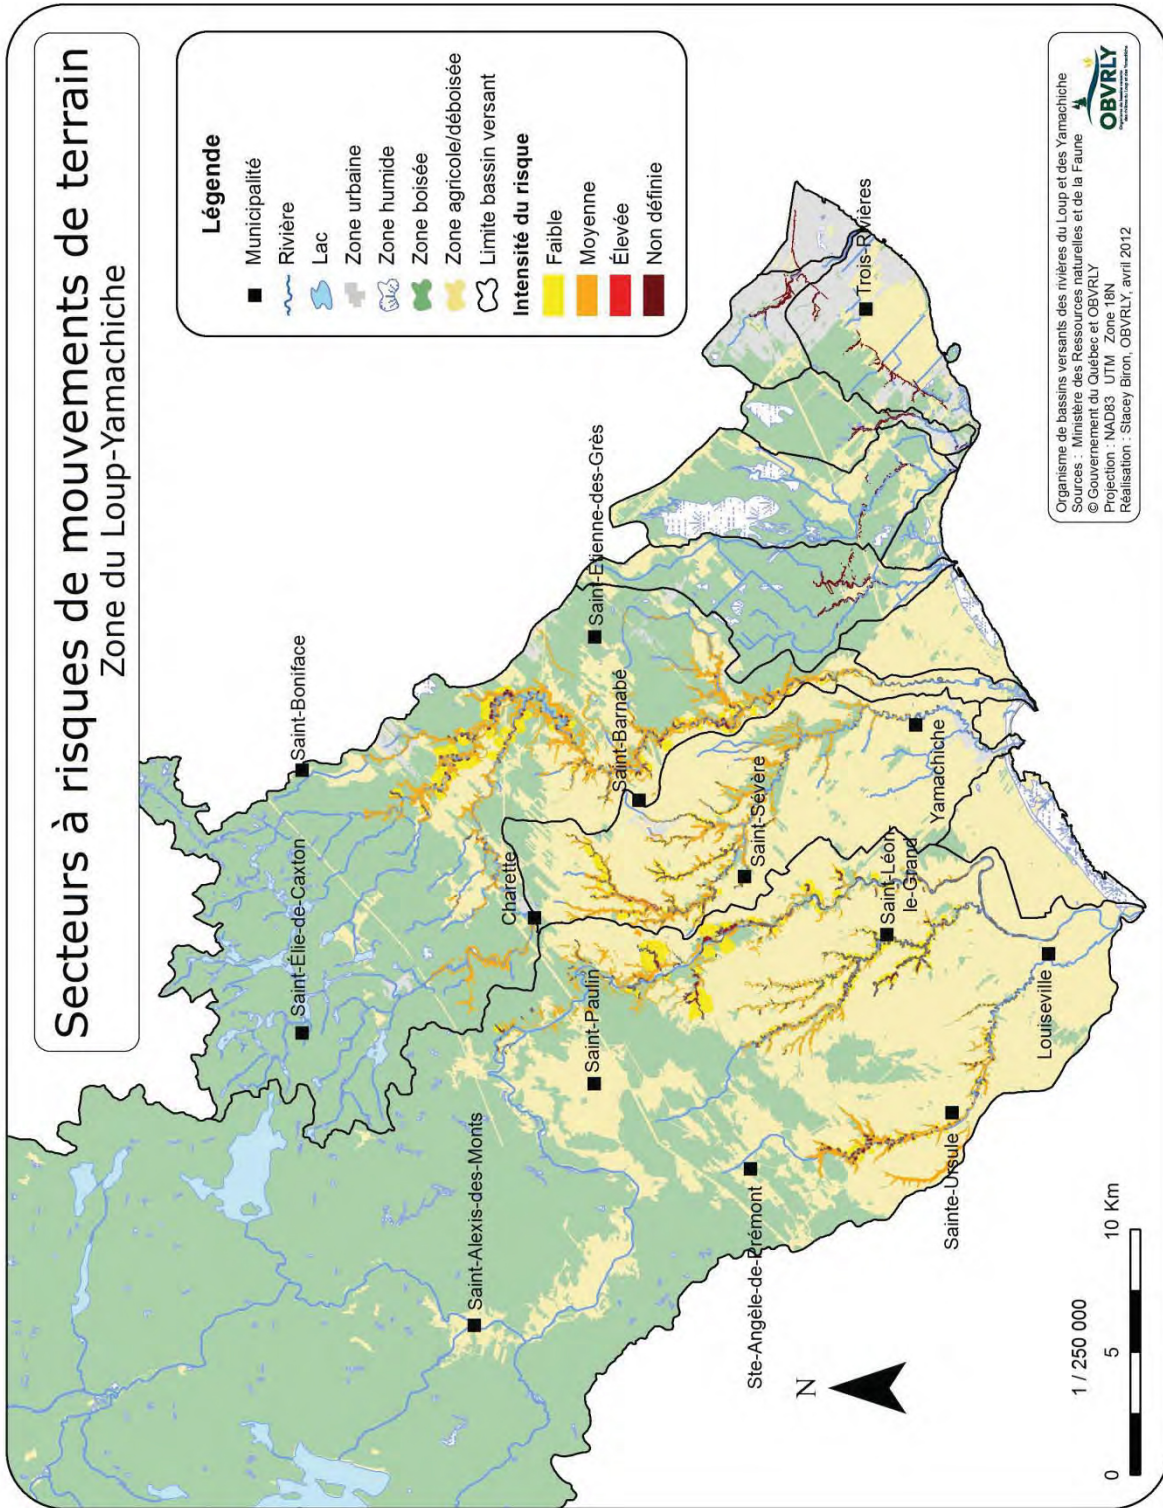 Secteurs à risques de mouvements de terrain
Zone du Loup-Yamachiche
Légende
Municipalité
Rivière
Lac
Zone urbaine
Zone humide
Zone boisée
Zone agricole/déboisée
Limite bassin versant
Intensité du risque
Faible
Moyenne
Élevée
Non définie
Saint-Boniface
Saint-Élie-de-Caxton
Saint-Alexis-des-Monts
Charette
Saint-Etienne-des-Grès
Saint-Paulin
Saint-Barnabé
Saint-Sévère
Ste-Angèle-de-Prémont
Trois-Rivières
Yamachiche
Saint-Léon-
le-Grand
Sainte-Ursule
Louiseville
N
1 / 250 000
0 5 10 Km
Organisme de bassins versants des rivières du Loup et des Yamachiche
Sources : Ministère des Ressources naturelles et de la Faune
© Gouvernement du Québec et OBVRLY
Projection : NAD83 UTM Zone 18N
Réalisation : Stacey Biron, OBVRLY, avril 2012
OBVRLY